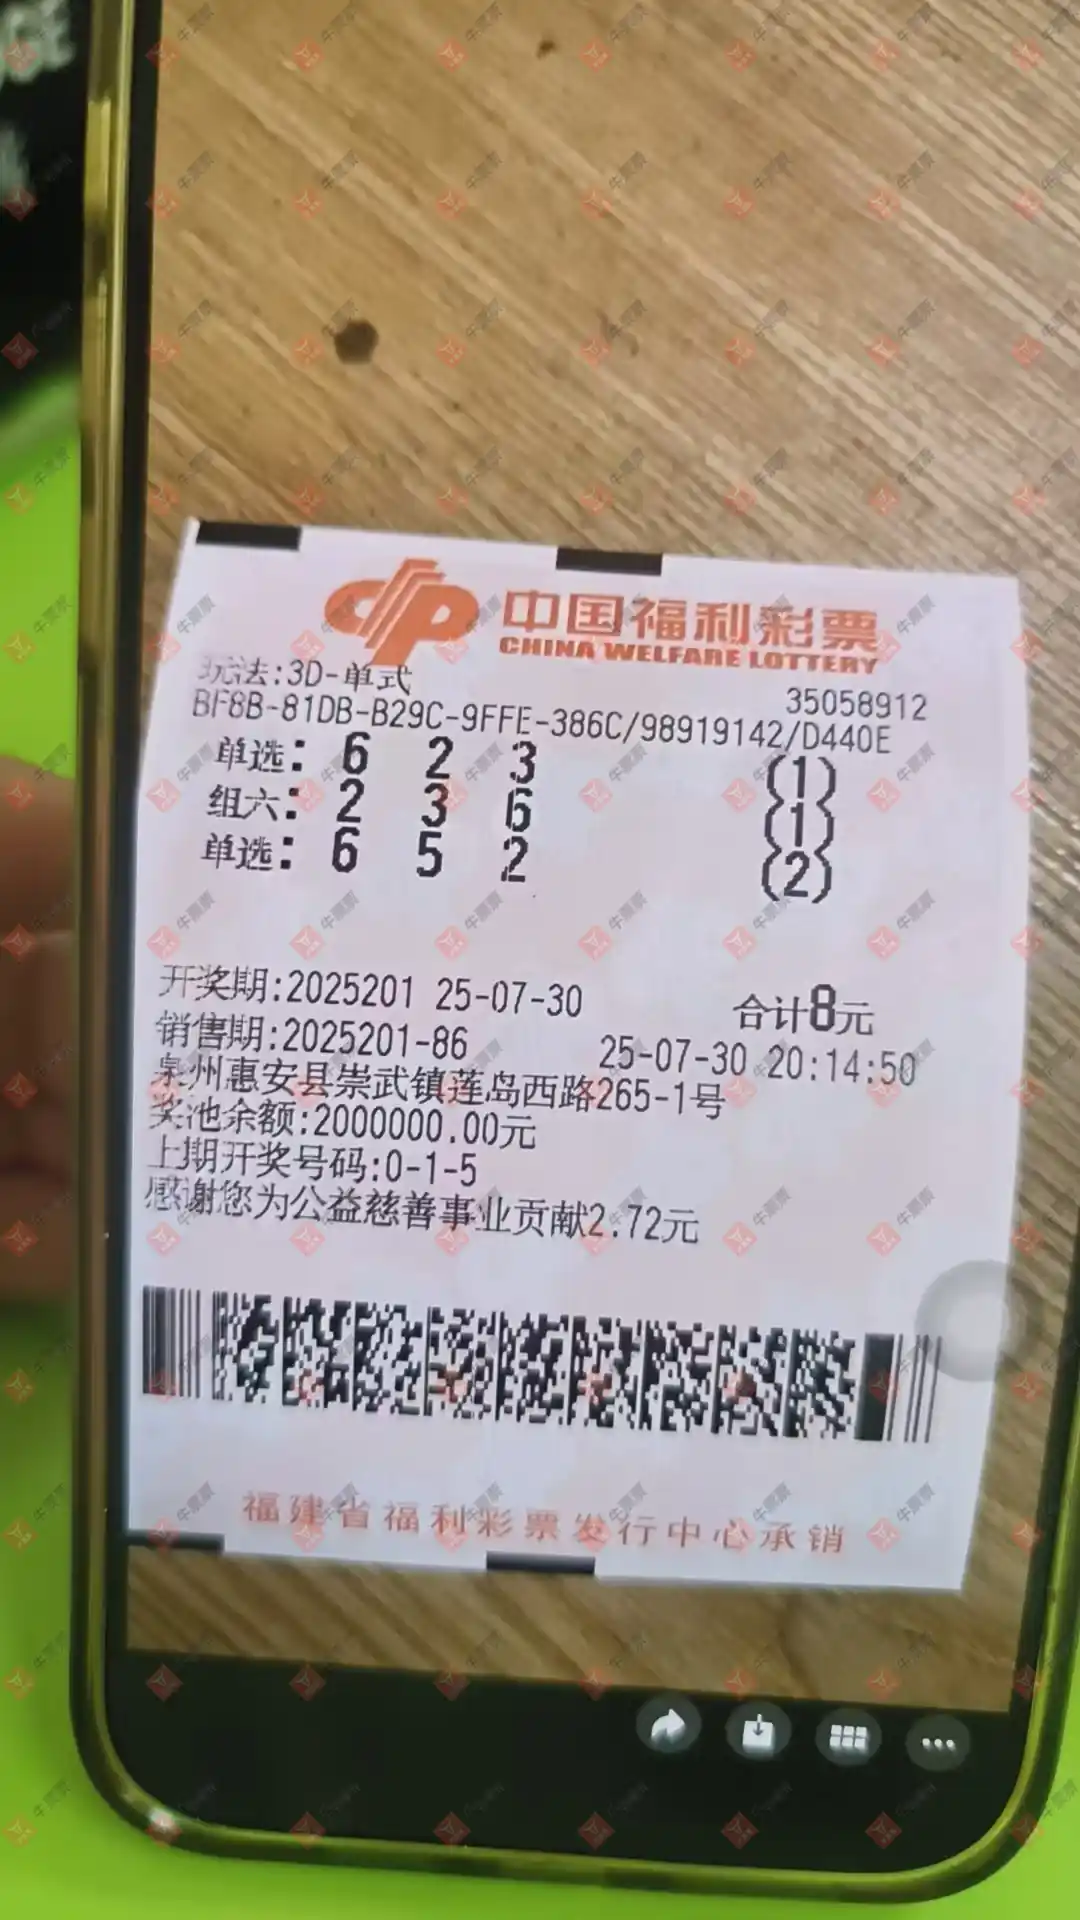 中国福利彩票
CHINA WELFARE LOTTERY
玩法:3D-单式
35058912
BF8B-81DB-B29C-9FFE-386C/98919142/D440E
单选: 6 2 3 (1)
组六: 2 3 6 (1)
单选: 6 5 2 (2)
开奖期:2025201 25-07-30 合计8元
销售期:2025201-86 25-07-30 20:14:50
泉州惠安县崇武镇莲岛西路265-1号
奖池余额:2000000.00元
上期开奖号码:0-1-5
感谢您为公益慈善事业贡献2.72元
福建省福利彩票发行中心承销
牛票票